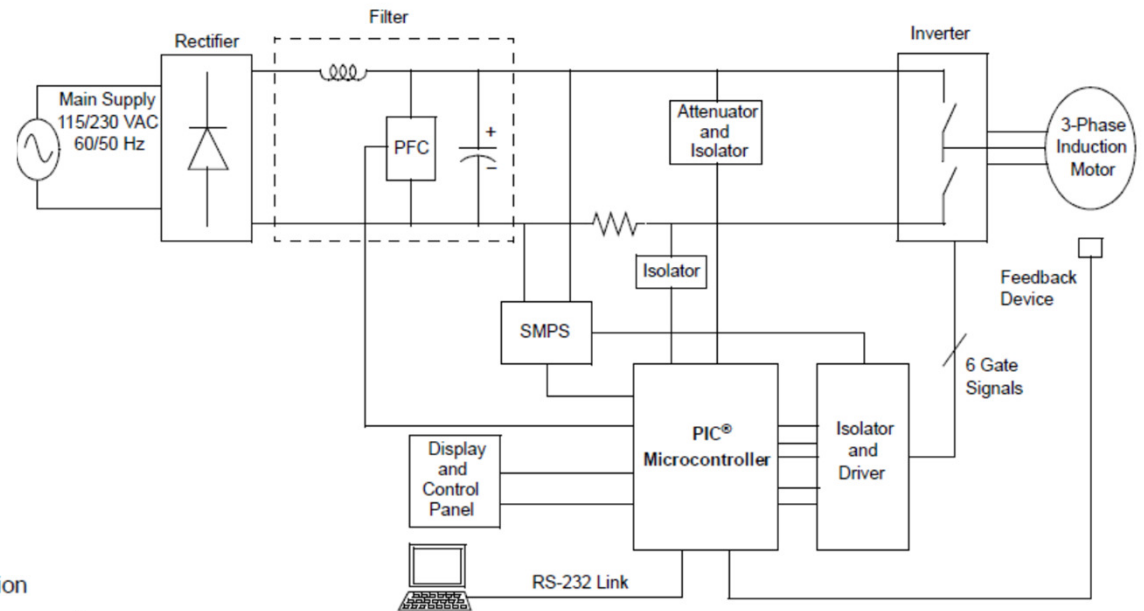 Filter
Rectifier
Inverter
Main Supply
115/230 VAC
60/50 Hz
PFC
+
–
Attenuator
and
Isolator
3-Phase
Induction
Motor
Isolator
Feedback
Device
SMPS
6 Gate
Signals
PIC®
Microcontroller
Isolator
and
Driver
Display
and
Control
Panel
RS-232 Link
ion